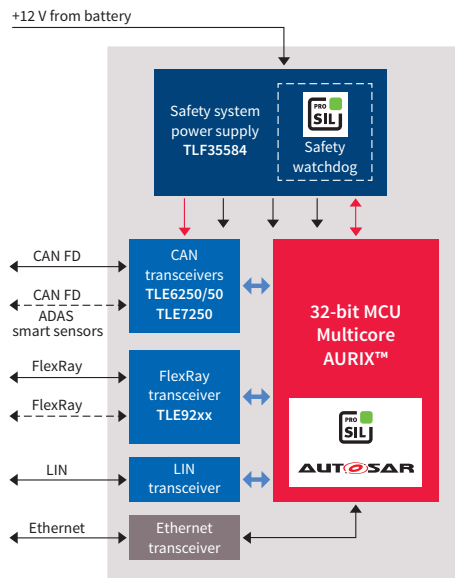 +12 V from battery
Safety system
power supply
TLF35584
PRO
SIL
Safety
watchdog
CAN FD
CAN FD
ADAS
smart sensors
CAN
transceivers
TLE6250/50
TLE7250
32-bit MCU
Multicore
AURIX™
FlexRay
FlexRay
FlexRay
transceiver
TLE92xx
PRO
SIL
AUTOSAR
LIN
LIN
transceiver
Ethernet
Ethernet
transceiver